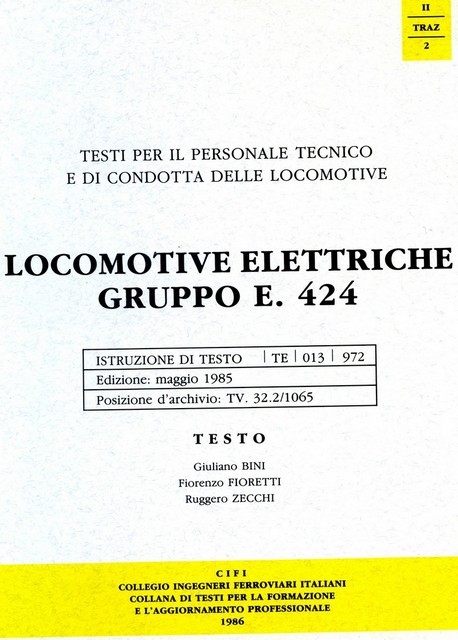 II
TRAZ
2
TESTI PER IL PERSONALE TECNICO
E DI CONDOTTA DELLE LOCOMOTIVE
LOCOMOTIVE ELETTRICHE
GRUPPO E. 424
ISTRUZIONE DI TESTO | TE | 013 | 972
Edizione: maggio 1985
Posizione d'archivio: TV. 32.2/1065
TESTO
Giuliano BINI
Fiorenzo FIORETTI
Ruggero ZECCHI
CIFI
COLLEGIO INGEGNERI FERROVIARI ITALIANI
COLLANA DI TESTI PER LA FORMAZIONE
E L'AGGIORNAMENTO PROFESSIONALE
1986